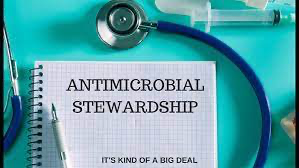 ANTIMICROBIAL
STEWARDSHIP
IT'S KIND OF A BIG DEAL